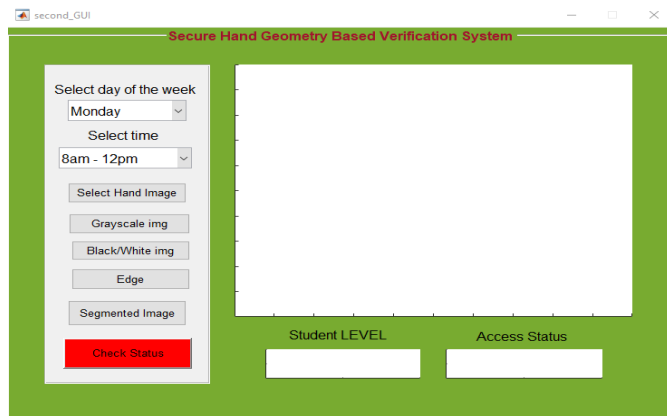 second_GUI
Secure Hand Geometry Based Verification System
Select day of the week
Monday
Select time
8am - 12pm
Select Hand Image
Grayscale img
Black/White img
Edge
Segmented Image
Check Status
Student LEVEL
Access Status